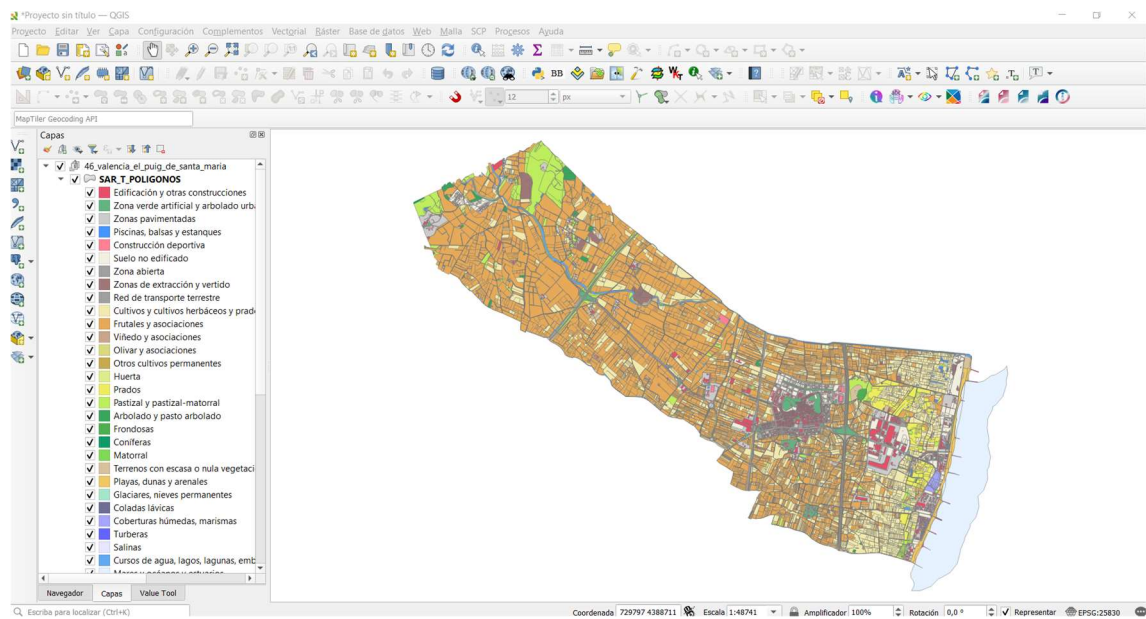 *Proyecto sin título — QGIS
Proyecto Editar Ver Capa Configuración Complementos Vectorial Ráster Base de datos Web Malla SCP Procesos Ayuda
12 px
MapTiler Geocoding API
Capas
46_valencia_el_puig_de_santa_maria
SAR_T_POLIGONOS
Edificación y otras construcciones
Zona verde artificial y arbolado urb
Zonas pavimentadas
Piscinas, balsas y estanques
Construcción deportiva
Suelo no edificado
Zona abierta
Zonas de extracción y vertido
Red de transporte terrestre
Cultivos y cultivos herbáceos y prad
Frutales y asociaciones
Viñedo y asociaciones
Olivar y asociaciones
Otros cultivos permanentes
Huerta
Prados
Pastizal y pastizal-matorral
Arbolado y pasto arbolado
Frondosas
Coníferas
Matorral
Terrenos con escasa o nula vegetaci
Playas, dunas y arenales
Glaciares, nieves permanentes
Coladas lávicas
Coberturas húmedas, marismas
Turberas
Salinas
Cursos de agua, lagos, lagunas, emb
Navegador Capas Value Tool
Escriba para localizar (Ctrl+K) Coordenada 729797 4388711 Escala 1:48741 Amplificador 100% Rotación 0,0 ° Representar EPSG:25830